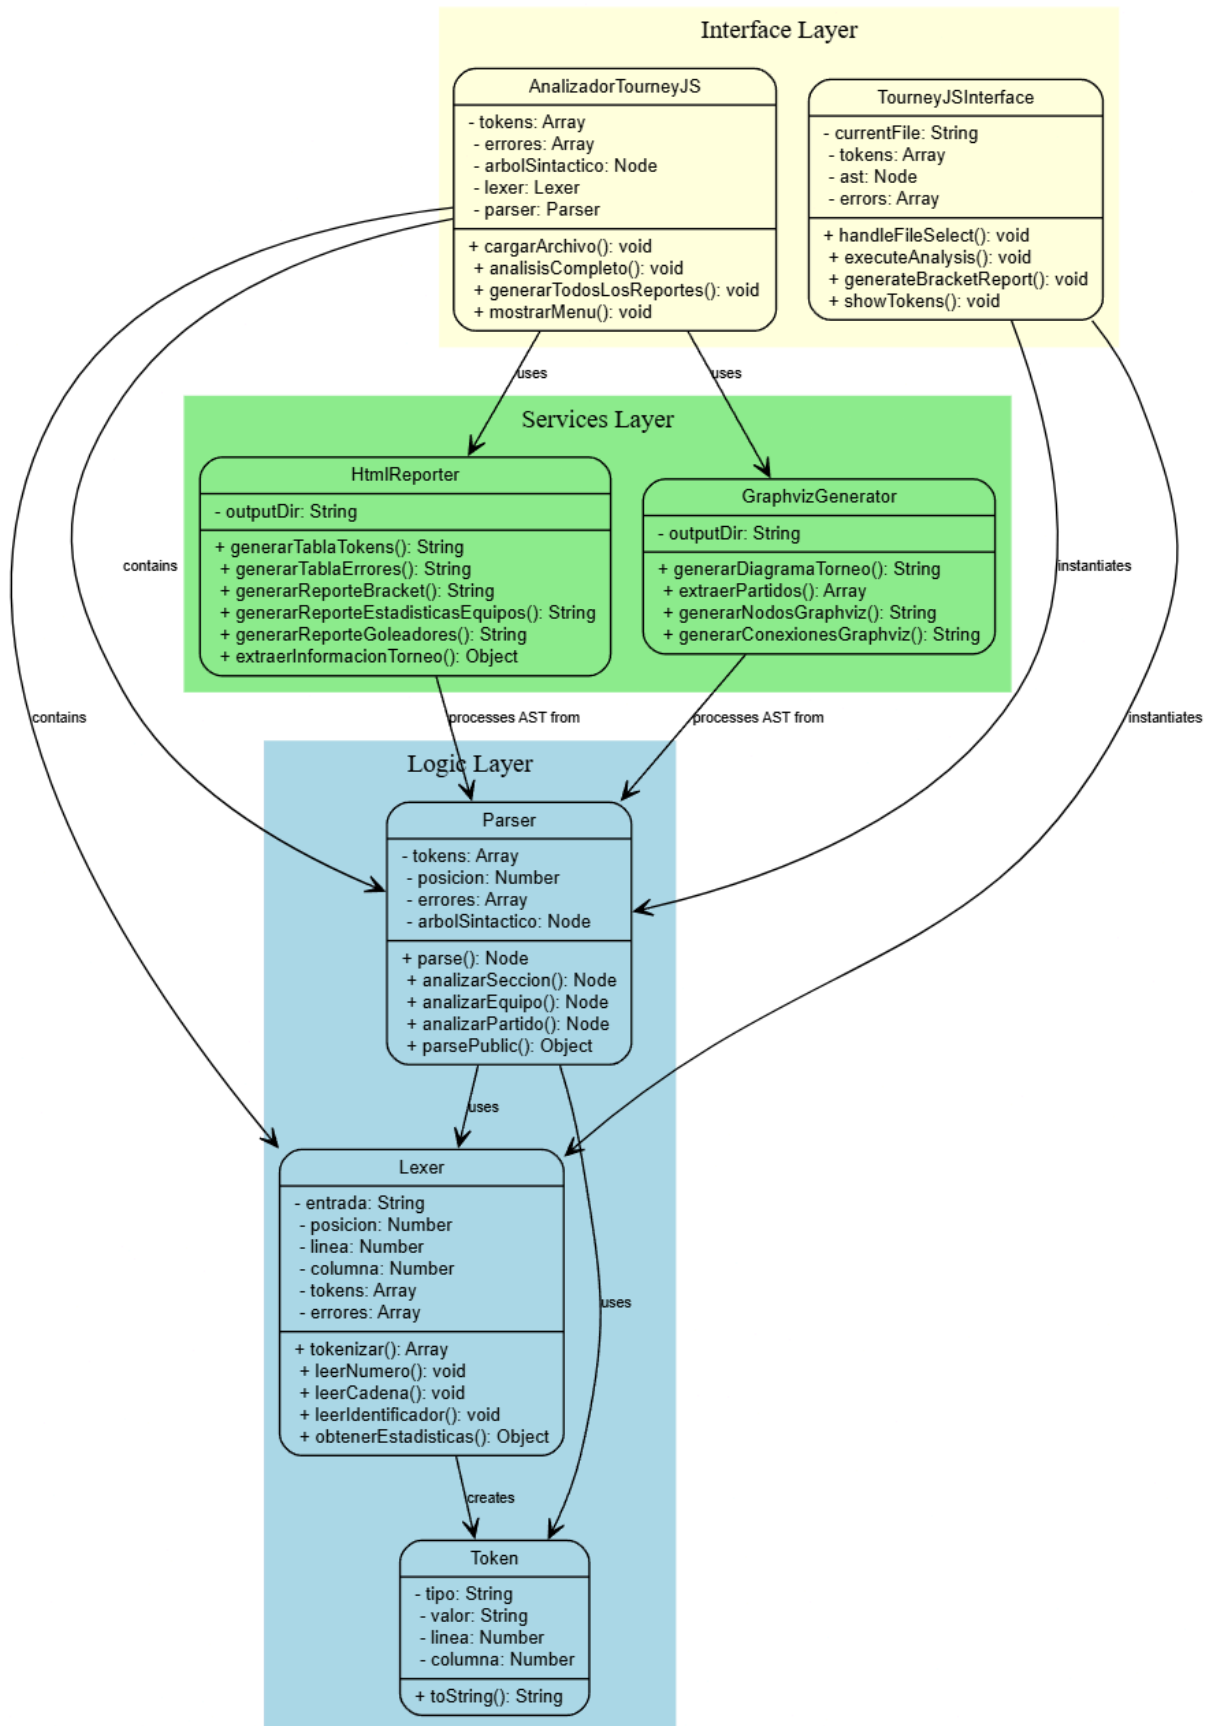 Interface Layer
AnalizadorTourneyJS
- tokens: Array
- errores: Array
- arbolSintactico: Node
- lexer: Lexer
- parser: Parser
+ cargarArchivo(): void
+ analisisCompleto(): void
+ generarTodosLosReportes(): void
+ mostrarMenu(): void
TourneyJSInterface
- currentFile: String
- tokens: Array
- ast: Node
- errors: Array
+ handleFileSelect(): void
+ executeAnalysis(): void
+ generateBracketReport(): void
+ showTokens(): void
uses
uses
Services Layer
HtmlReporter
- outputDir: String
+ generarTablaTokens(): String
+ generarTablaErrores(): String
+ generarReporteBracket(): String
+ generarReporteEstadisticasEquipos(): String
+ generarReporteGoleadores(): String
+ extraerInformacionTorneo(): Object
GraphvizGenerator
- outputDir: String
+ generarDiagramaTorneo(): String
+ extraerPartidos(): Array
+ generarNodosGraphviz(): String
+ generarConexionesGraphviz(): String
contains
instantiates
contains
processes AST from
processes AST from
instantiates
Logic Layer
Parser
- tokens: Array
- posicion: Number
- errores: Array
- arbolSintactico: Node
+ parse(): Node
+ analizarSeccion(): Node
+ analizarEquipo(): Node
+ analizarPartido(): Node
+ parsePublic(): Object
uses
Lexer
- entrada: String
- posicion: Number
- linea: Number
- columna: Number
- tokens: Array
- errores: Array
+ tokenizar(): Array
+ leerNumero(): void
+ leerCadena(): void
+ leerIdentificador(): void
+ obtenerEstadisticas(): Object
uses
creates
Token
- tipo: String
- valor: String
- linea: Number
- columna: Number
+ toString(): String